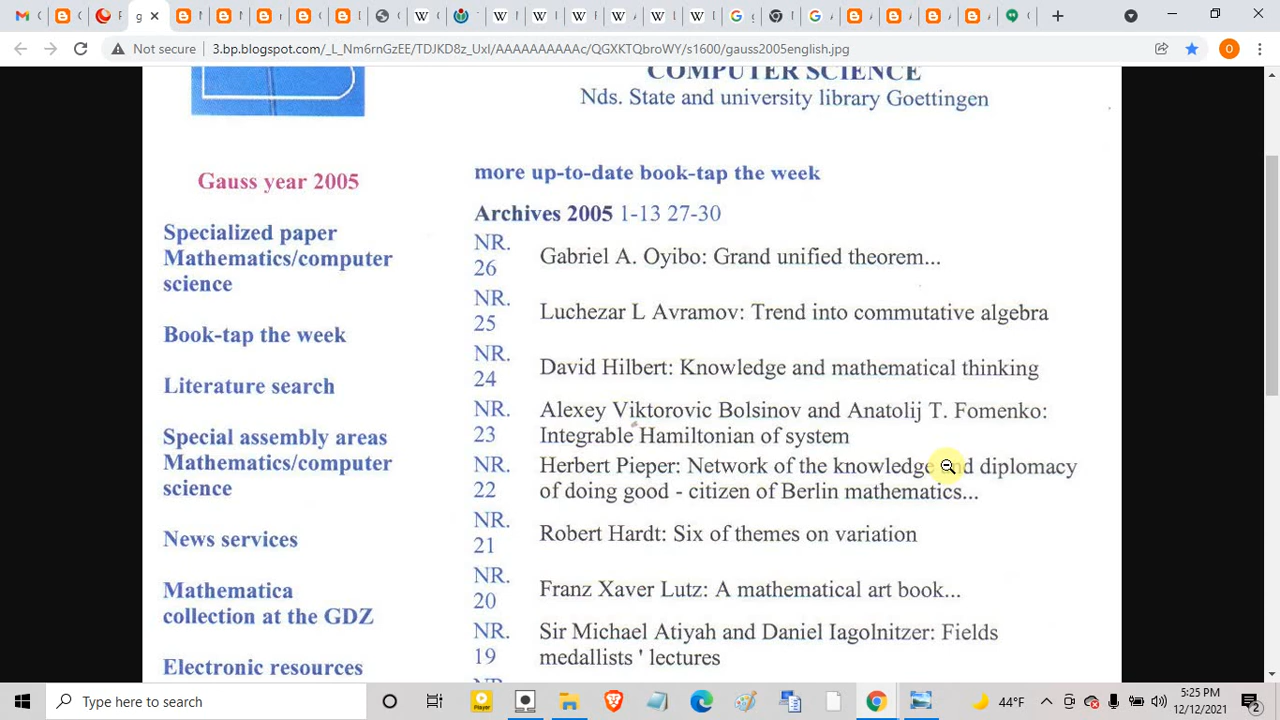 Not secure
3.bp.blogspot.com/_L_Nm6rnGzEE/TDJKD8z_UxI/AAAAAAAAAAc/QGXKTQbroWY/s1600/gauss2005english.jpg
COMPUTER SCIENCE
Nds. State and university library Goettingen
Gauss year 2005
Specialized paper
Mathematics/computer
science
Book-tap the week
Literature search
Special assembly areas
Mathematics/computer
science
News services
Mathematica
collection at the GDZ
Electronic resources
more up-to-date book-tap the week
Archives 2005 1-13 27-30
NR.
26
Gabriel A. Oyibo: Grand unified theorem...
NR.
25
Luchezar L Avramov: Trend into commutative algebra
NR.
24
David Hilbert: Knowledge and mathematical thinking
NR.
23
Alexey Viktorovic Bolsinov and Anatolij T. Fomenko:
Integrable Hamiltonian of system
NR.
22
Herbert Pieper: Network of the knowledge and diplomacy
of doing good - citizen of Berlin mathematics...
NR.
21
Robert Hardt: Six of themes on variation
NR.
20
Franz Xaver Lutz: A mathematical art book...
NR.
19
Sir Michael Atiyah and Daniel Iagolnitzer: Fields
medallists ' lectures
Type here to search
Player
44°F
5:25 PM
12/12/2021
2